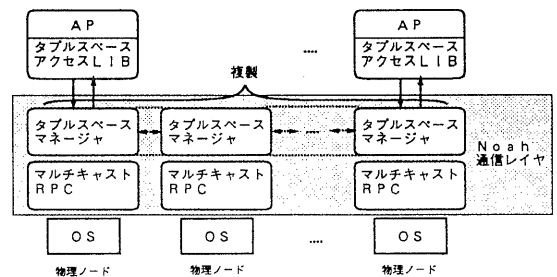 ＡＰ
タプルスペース
アクセスＬＩＢ
....
ＡＰ
タプルスペース
アクセスＬＩＢ
複製
タプルスペース
マネージャ
タプルスペース
マネージャ
...
タプルスペース
マネージャ
Ｎｏａｈ
通信レイヤ
マルチキャスト
ＲＰＣ
マルチキャスト
ＲＰＣ
マルチキャスト
ＲＰＣ
ＯＳ
ＯＳ
....
ＯＳ
物理ノード
物理ノード
物理ノード